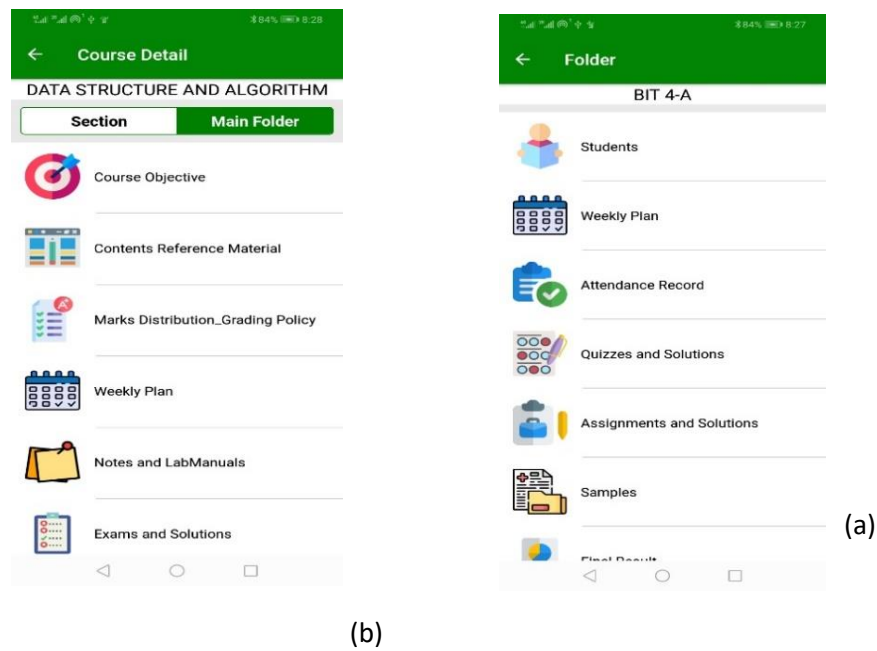 84% 8:28
Course Detail
DATA STRUCTURE AND ALGORITHM
Section Main Folder
Course Objective
Contents Reference Material
Marks Distribution_Grading Policy
Weekly Plan
Notes and LabManuals
Exams and Solutions
(b)
84% 8:27
Folder
BIT 4-A
Students
Weekly Plan
Attendance Record
Quizzes and Solutions
Assignments and Solutions
Samples
Final Result
(a)